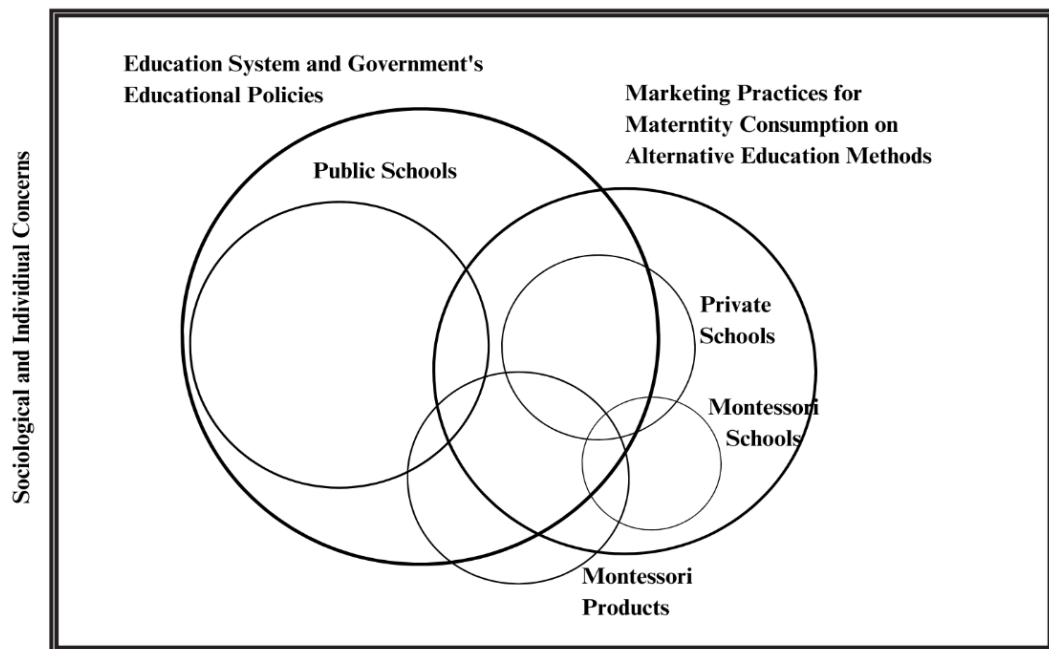 Education System and Government's
Educational Policies
Marketing Practices for
Materntity Consumption on
Alternative Education Methods
Public Schools
Sociological and Indiviidual Concerns
Private
Schools
Montessori
Schools
Montessori
Products